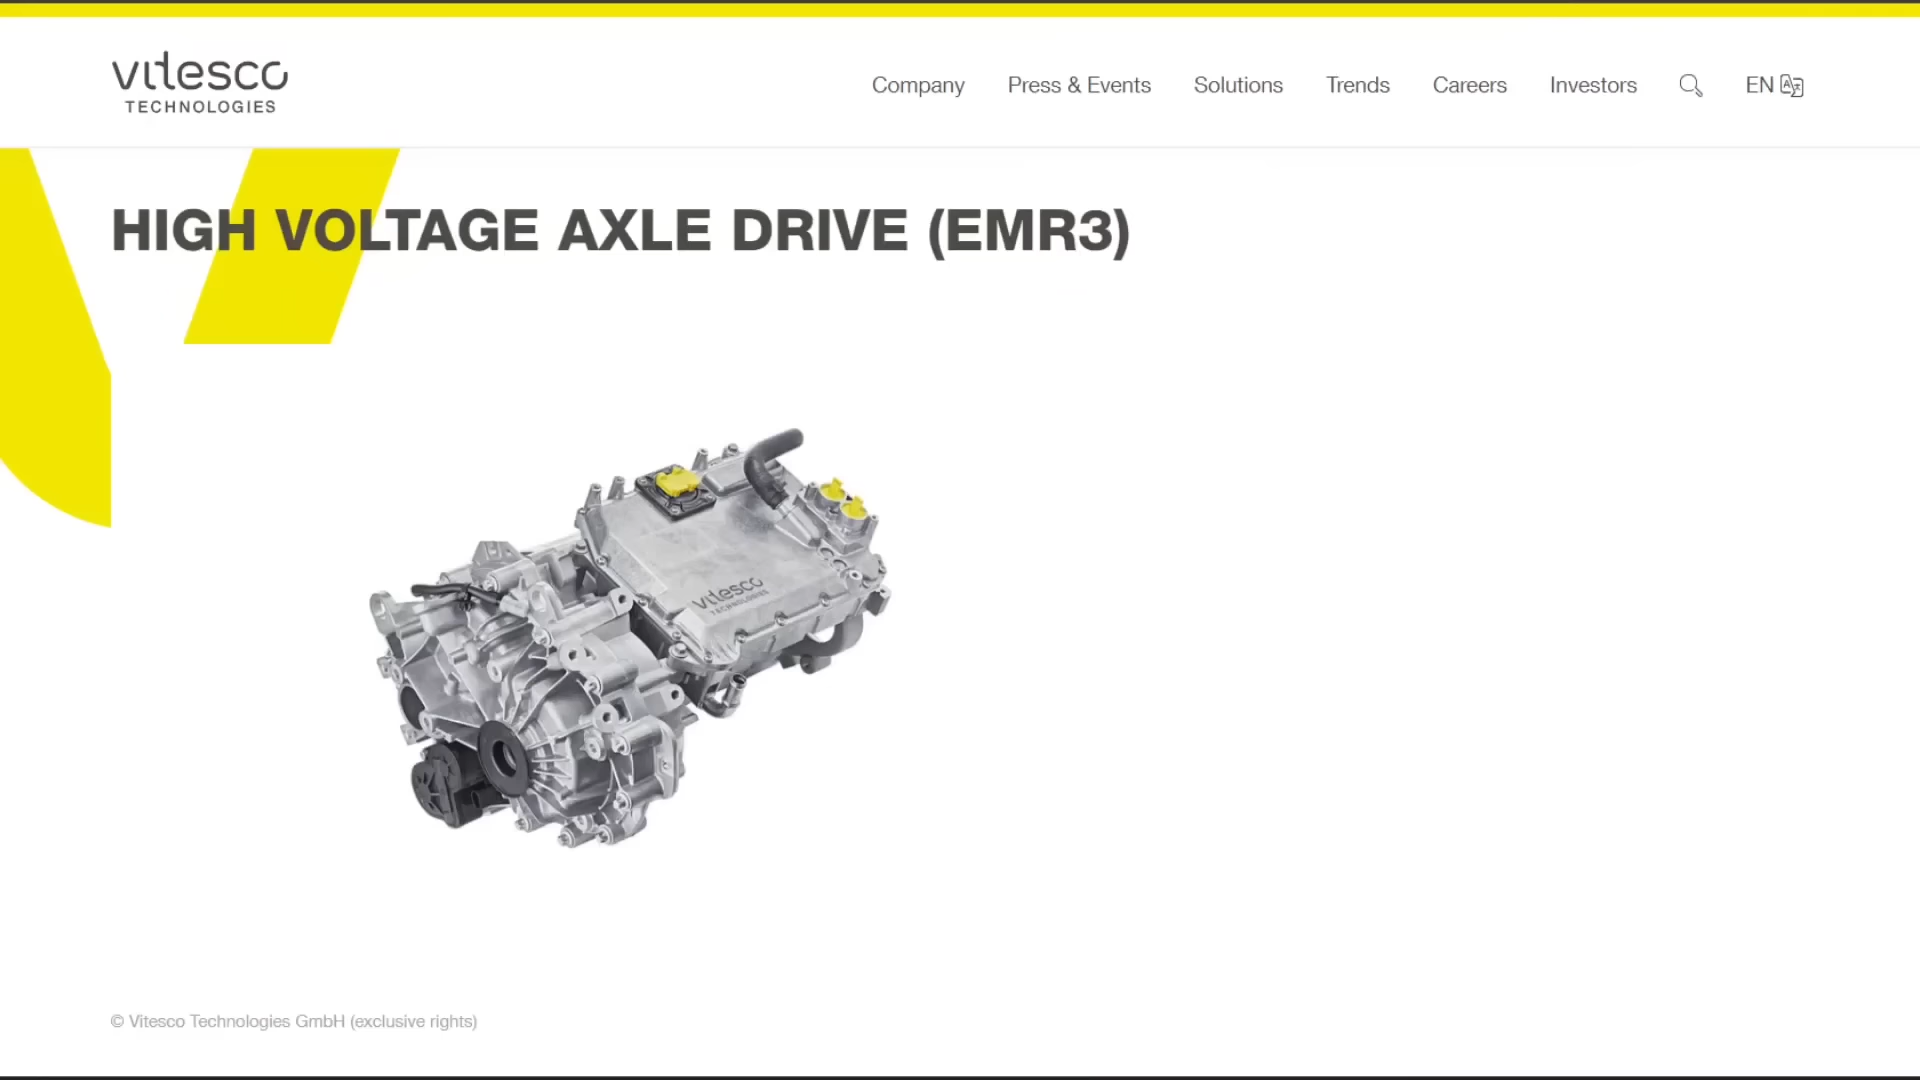 vitesco
TECHNOLOGIES
Company
Press & Events
Solutions
Trends
Careers
Investors
EN
HIGH VOLTAGE AXLE DRIVE (EMR3)
vitesco
TECHNOLOGIES
© Vitesco Technologies GmbH (exclusive rights)